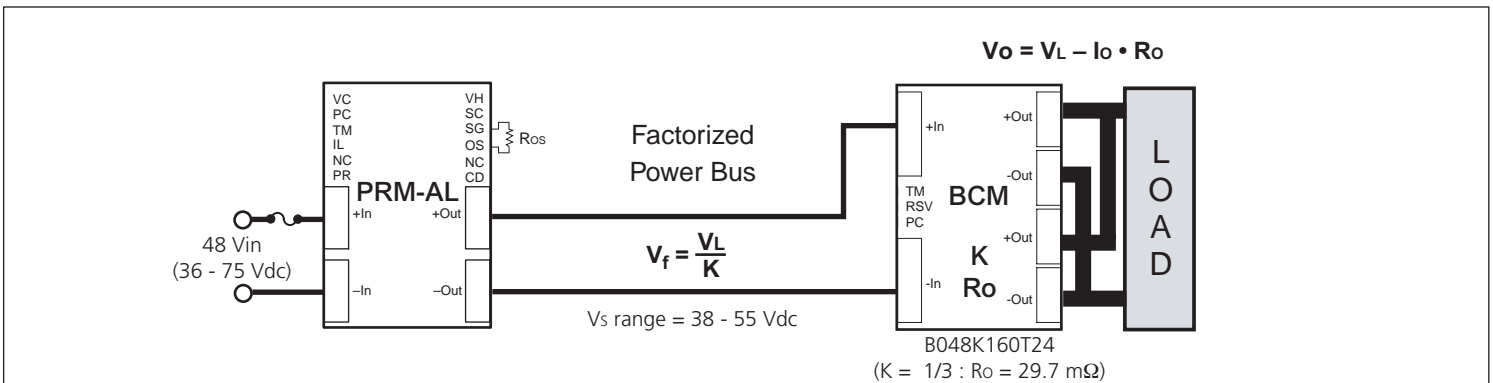 Vo = VL – Io • Ro
VC
PC
TM
IL
NC
PR
VH
SC
SG
OS
NC
CD
ROS
PRM-AL
+In
+Out
–In
–Out
48 Vin
(36 - 75 Vdc)
Factorized
Power Bus
Vf = VL
K
Vs range = 38 - 55 Vdc
+In
-In
TM
RSV
PC
BCM
K
Ro
+Out
-Out
+Out
-Out
LOAD
B048K160T24
(K = 1/3 : Ro = 29.7 mΩ)